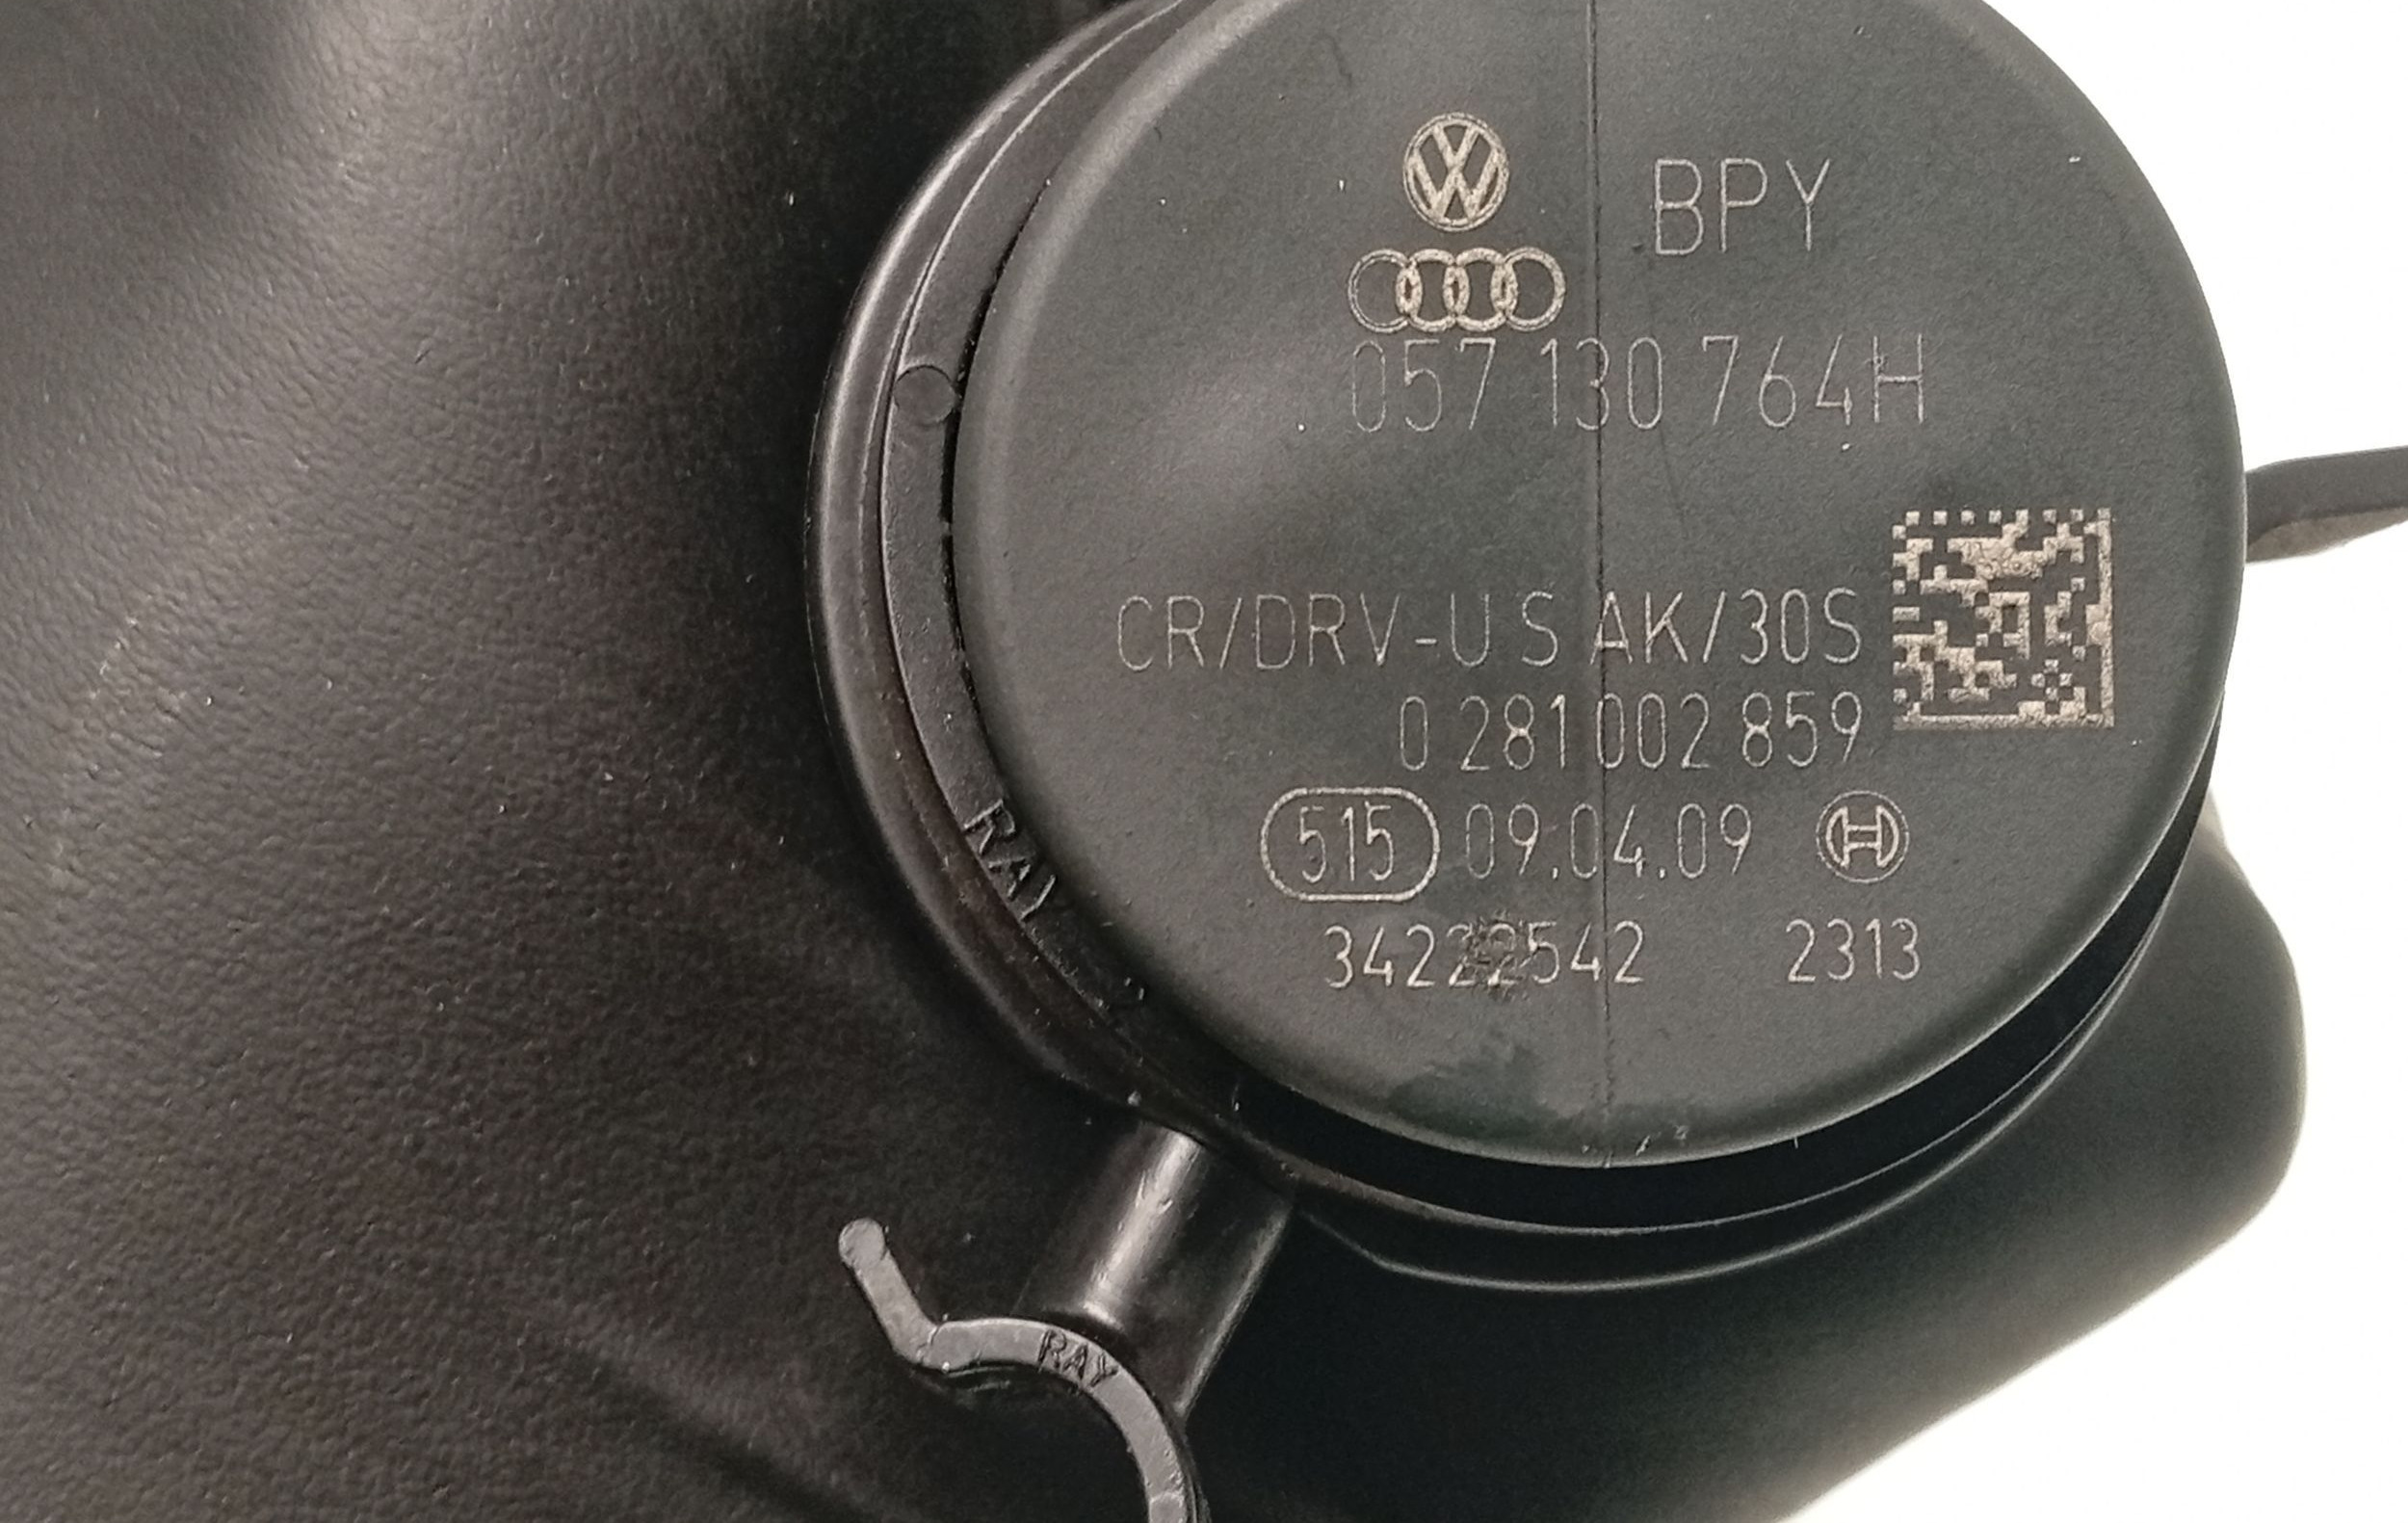 BPY
057 130 764H
CR/DRV-U S AK/30S
0 281 002 859
515 09.04.09
34222542 2313
RAY
RAY